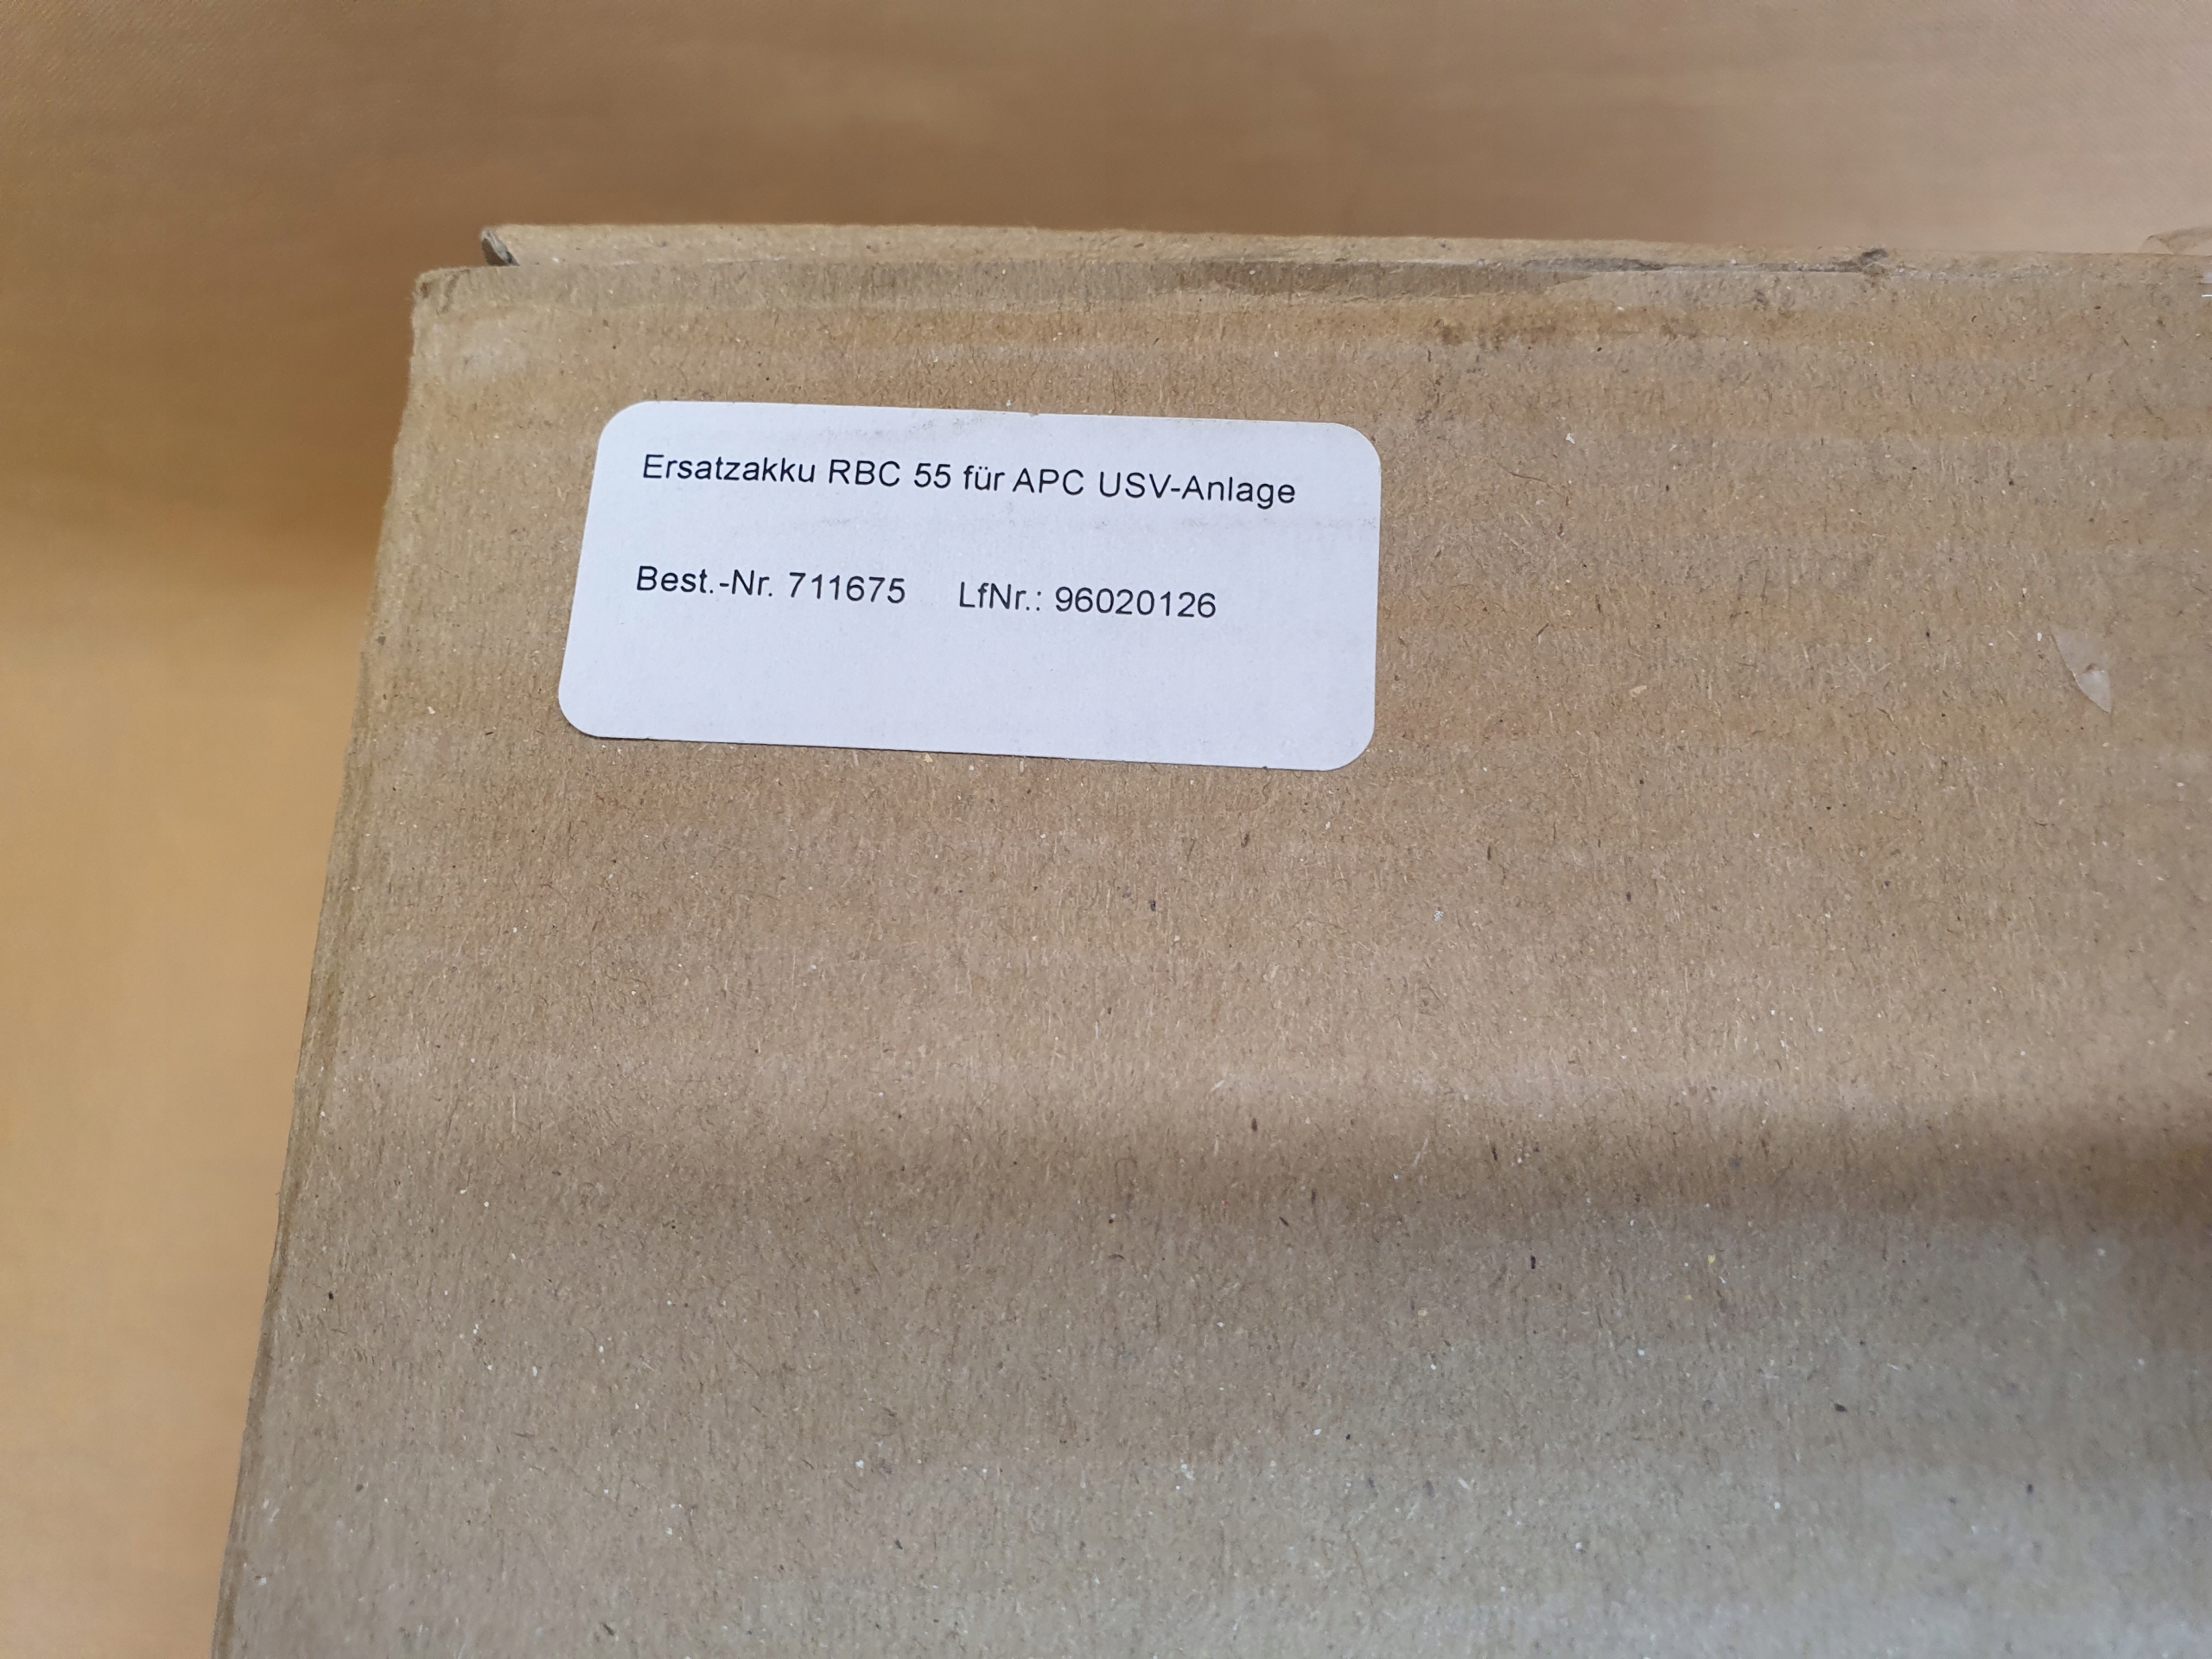 Ersatzakku RBC 55 für APC USV-Anlage
Best.-Nr. 711675 LfNr.: 96020126